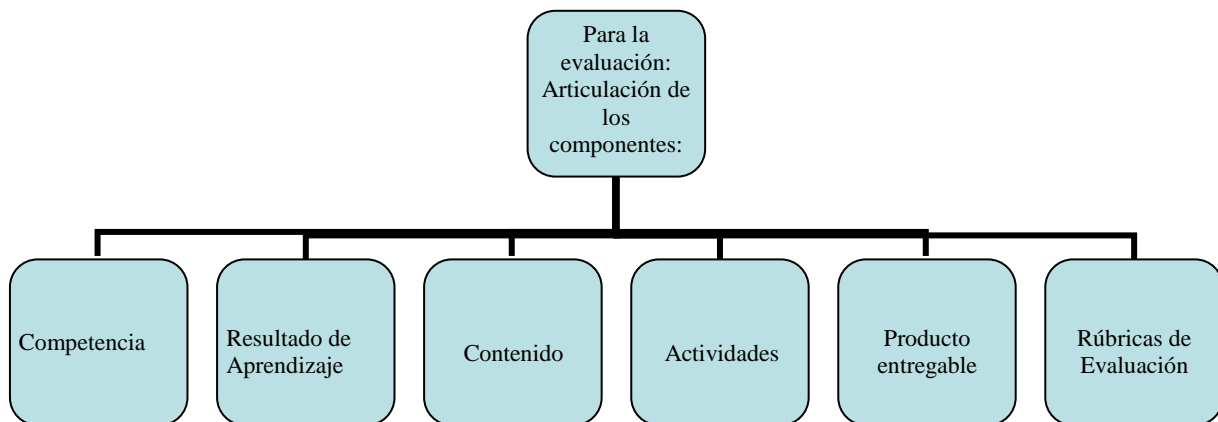 Para la
evaluación:
Articulación de
los
componentes:
Competencia
Resultado de
Aprendizaje
Contenido
Actividades
Producto
entregable
Rúbricas de
Evaluación